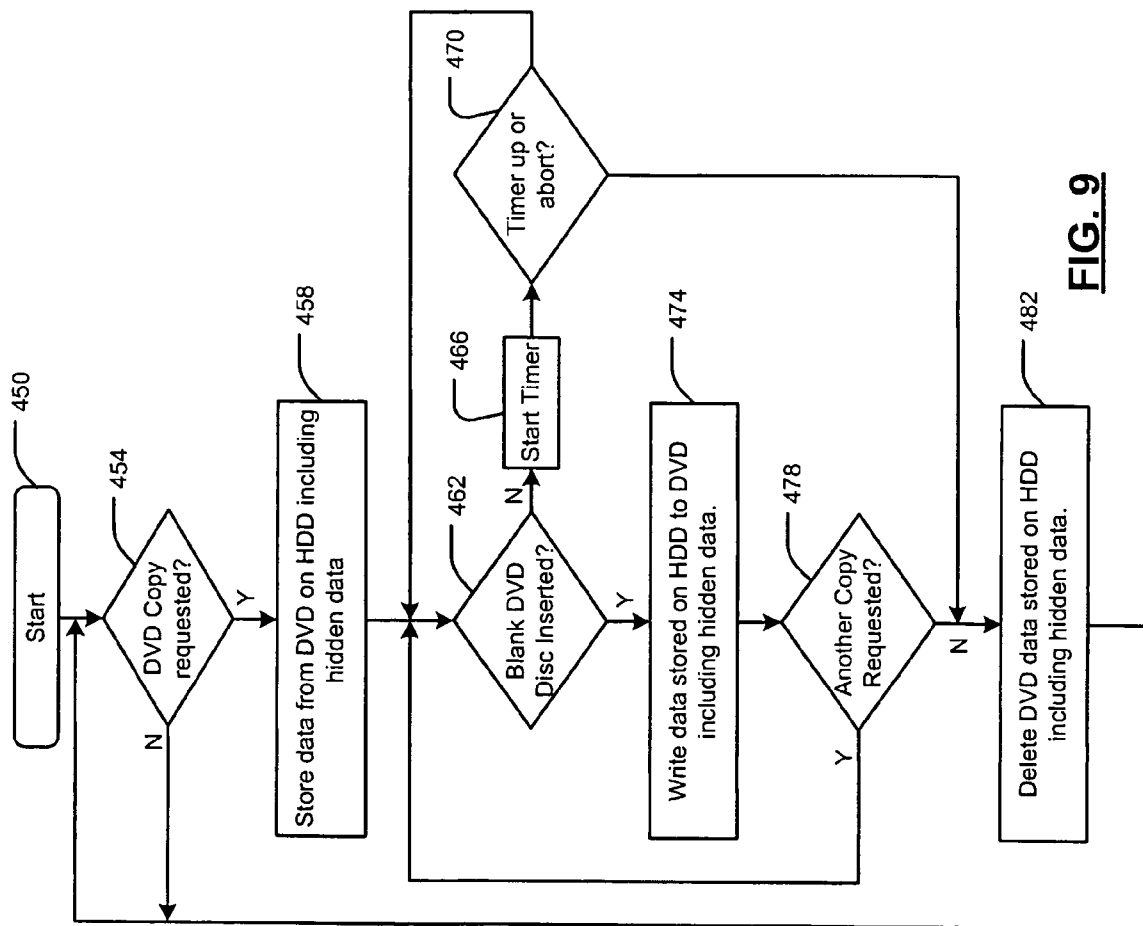 Start
450
DVD Copy
requested?
454
N
Y
Store data from DVD on HDD including
hidden data
458
Blank DVD
Disc Inserted?
462
N
Y
Start Timer
466
Timer up or
abort?
470
Write data stored on HDD to DVD
including hidden data.
474
Another Copy
Requested?
478
Y
N
Delete DVD data stored on HDD
including hidden data.
482
FIG. 9